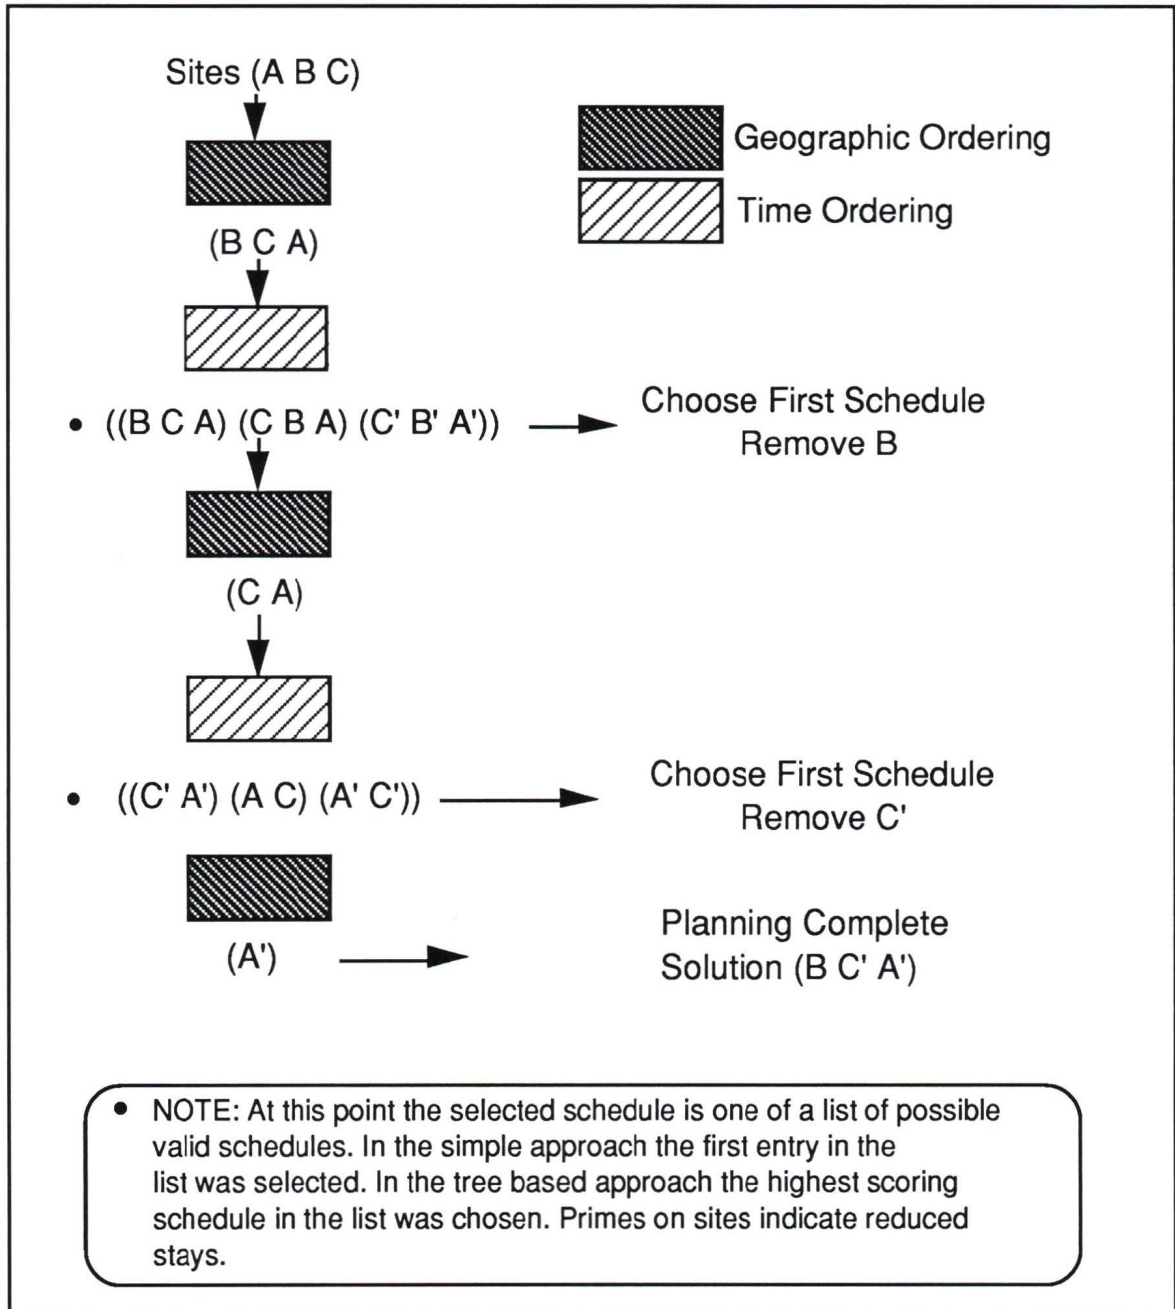 Sites (A B C)
Geographic Ordering
Time Ordering
(B C A)
• ((B C A) (C B A) (C' B' A'))
Choose First Schedule
Remove B
(C A)
• ((C' A') (A C) (A' C'))
Choose First Schedule
Remove C'
(A')
Planning Complete
Solution (B C' A')
• NOTE: At this point the selected schedule is one of a list of possible
valid schedules. In the simple approach the first entry in the
list was selected. In the tree based approach the highest scoring
schedule in the list was chosen. Primes on sites indicate reduced
stays.